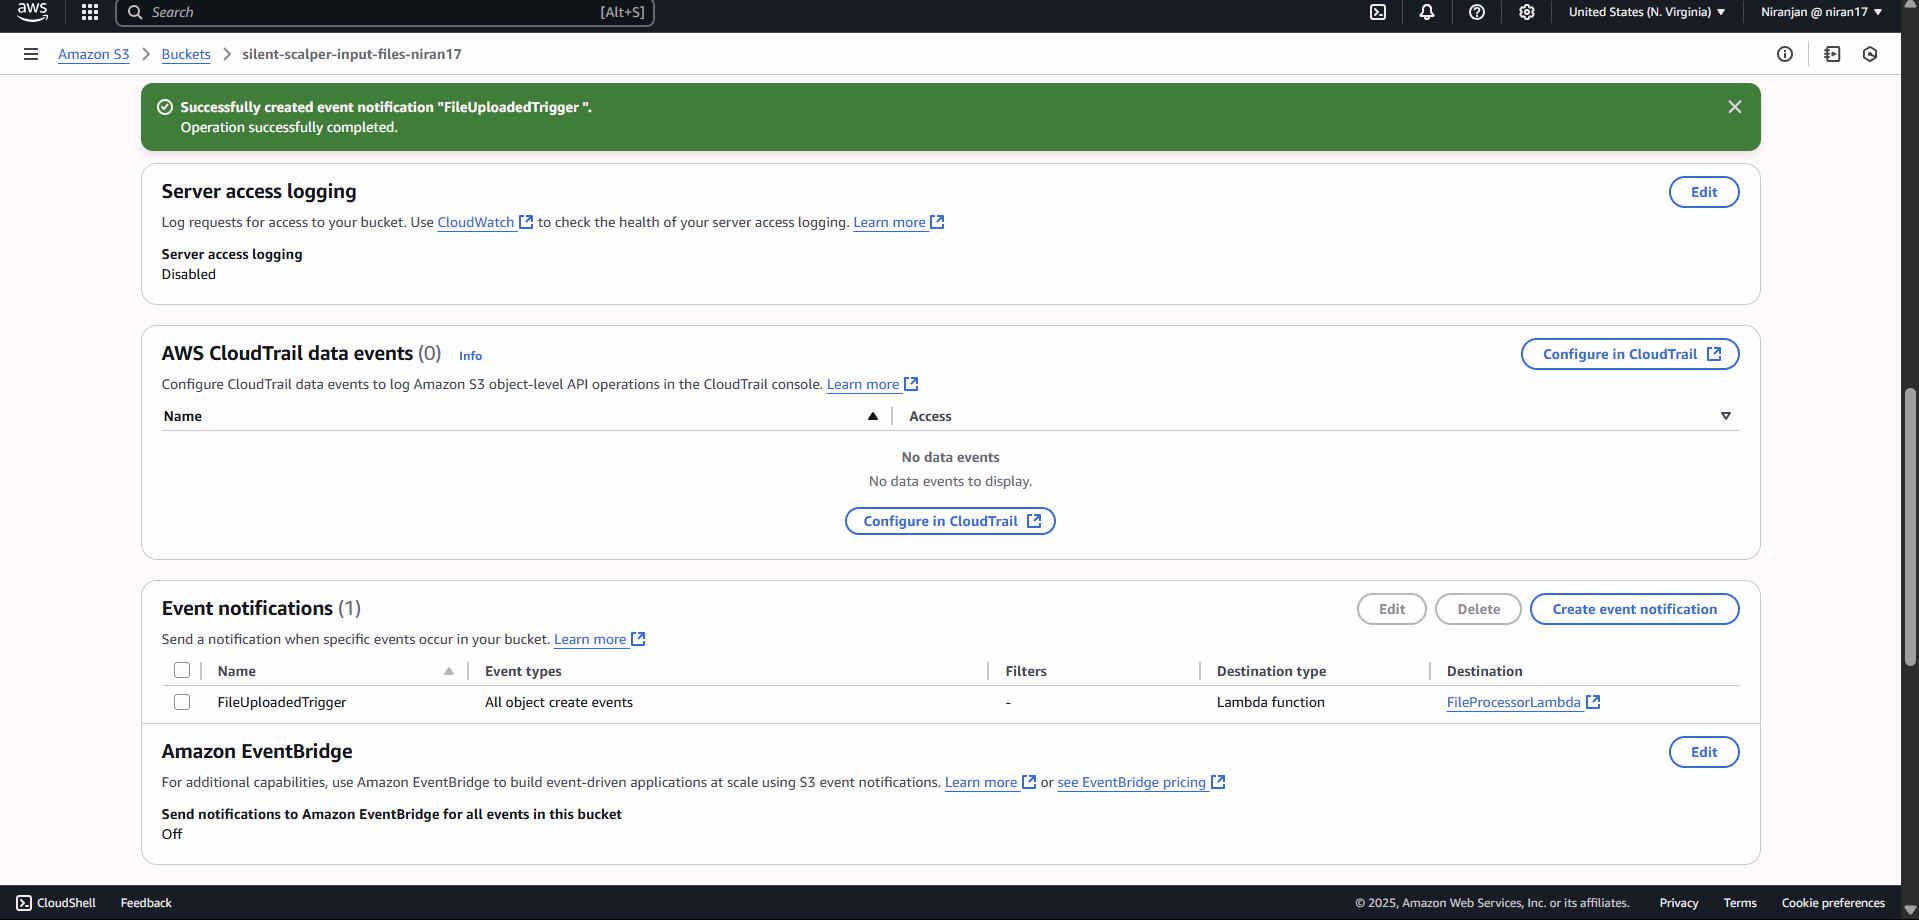 aws
Search [Alt+S] United States (N. Virginia) ▼ Niranjan @ niran17 ▼
Amazon S3 > Buckets > silent-scalper-input-files-niran17
Successfully created event notification "FileUploadedTrigger ".
Operation successfully completed.
Server access logging Edit
Log requests for access to your bucket. Use CloudWatch to check the health of your server access logging. Learn more
Server access logging
Disabled
AWS CloudTrail data events (0) Info Configure in CloudTrail
Configure CloudTrail data events to log Amazon S3 object-level API operations in the CloudTrail console. Learn more
Name Access
No data events
No data events to display.
Configure in CloudTrail
Event notifications (1) Edit Delete Create event notification
Send a notification when specific events occur in your bucket. Learn more
Name Event types Filters Destination type Destination
FileUploadedTrigger All object create events - Lambda function FileProcessorLambda
Amazon EventBridge Edit
For additional capabilities, use Amazon EventBridge to build event-driven applications at scale using S3 event notifications. Learn more or see EventBridge pricing
Send notifications to Amazon EventBridge for all events in this bucket
Off
CloudShell Feedback © 2025, Amazon Web Services, Inc. or its affiliates. Privacy Terms Cookie preferences